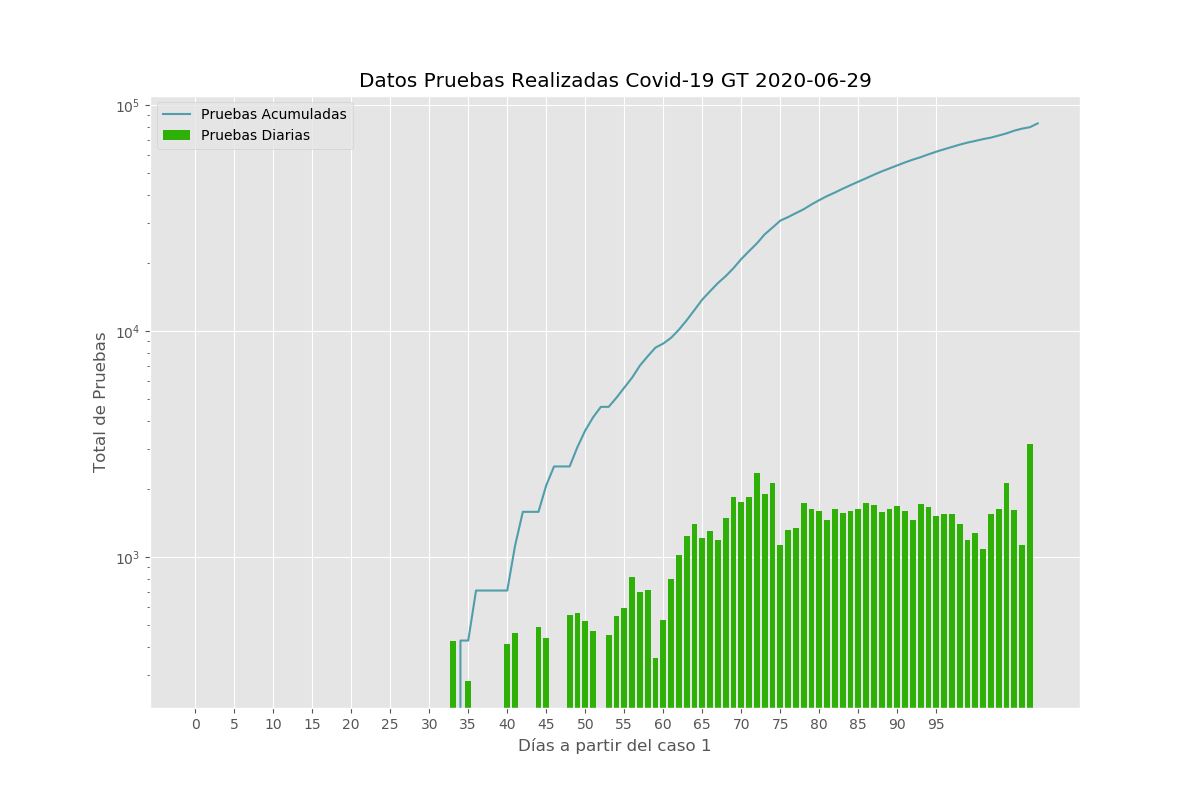 Datos Pruebas Realizadas Covid-19 GT 2020-06-29
Pruebas Acumuladas
Pruebas Diarias
Total de Pruebas
10^5
10^4
10^3
0 5 10 15 20 25 30 35 40 45 50 55 60 65 70 75 80 85 90 95
Días a partir del caso 1